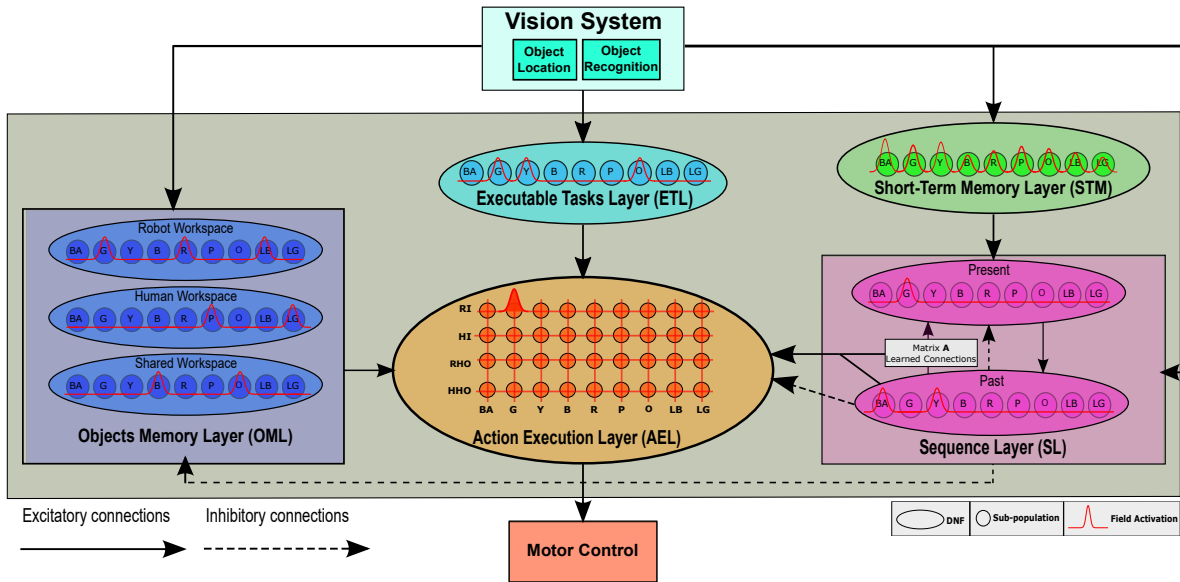 Vision System
Object
Location
Object
Recognition
BA G Y B R P O LB LG
Executable Tasks Layer (ETL)
BA G Y B R P O LB LG
Short-Term Memory Layer (STM)
Robot Workspace
BA G Y B R P O LB LG
Human Workspace
BA G Y B R P O LB LG
Shared Workspace
BA G Y B R P O LB LG
Objects Memory Layer (OML)
RI
HI
RHO
HHO
BA G Y B R P O LB LG
Action Execution Layer (AEL)
Present
BA G Y B R P O LB LG
Matrix A
Learned Connections
Past
BA G Y B R P O LB LG
Sequence Layer (SL)
Excitatory connections
Inhibitory connections
Motor Control
DNF
Sub-population
Field Activation